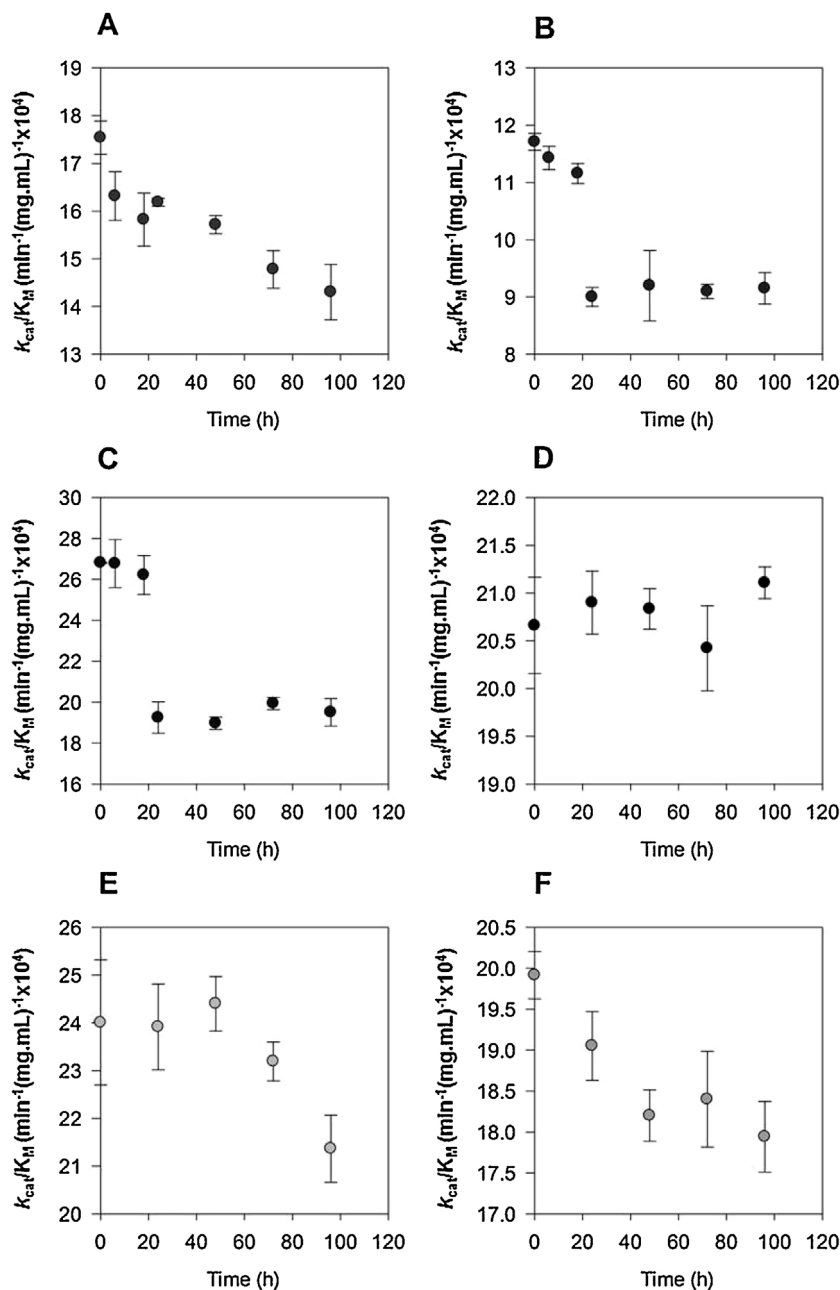 A
19
18
17
16
15
14
13
0 20 40 60 80 100 120
Time (h)
kcat/KM (min-1(mg.mL)-1x104)
B
13
12
11
10
9
8
0 20 40 60 80 100 120
Time (h)
kcat/KM (min-1(mg.mL)-1x104)
C
30
28
26
24
22
20
18
16
0 20 40 60 80 100 120
Time (h)
kcat/KM (min-1(mg.mL)-1x104)
D
22.0
21.5
21.0
20.5
20.0
19.5
19.0
0 20 40 60 80 100 120
Time (h)
kcat/KM (min-1(mg.mL)-1x104)
E
26
25
24
23
22
21
20
0 20 40 60 80 100 120
Time (h)
kcat/KM (min-1(mg.mL)-1x104)
F
20.5
20.0
19.5
19.0
18.5
18.0
17.5
17.0
0 20 40 60 80 100 120
Time (h)
kcat/KM (min-1(mg.mL)-1x104)